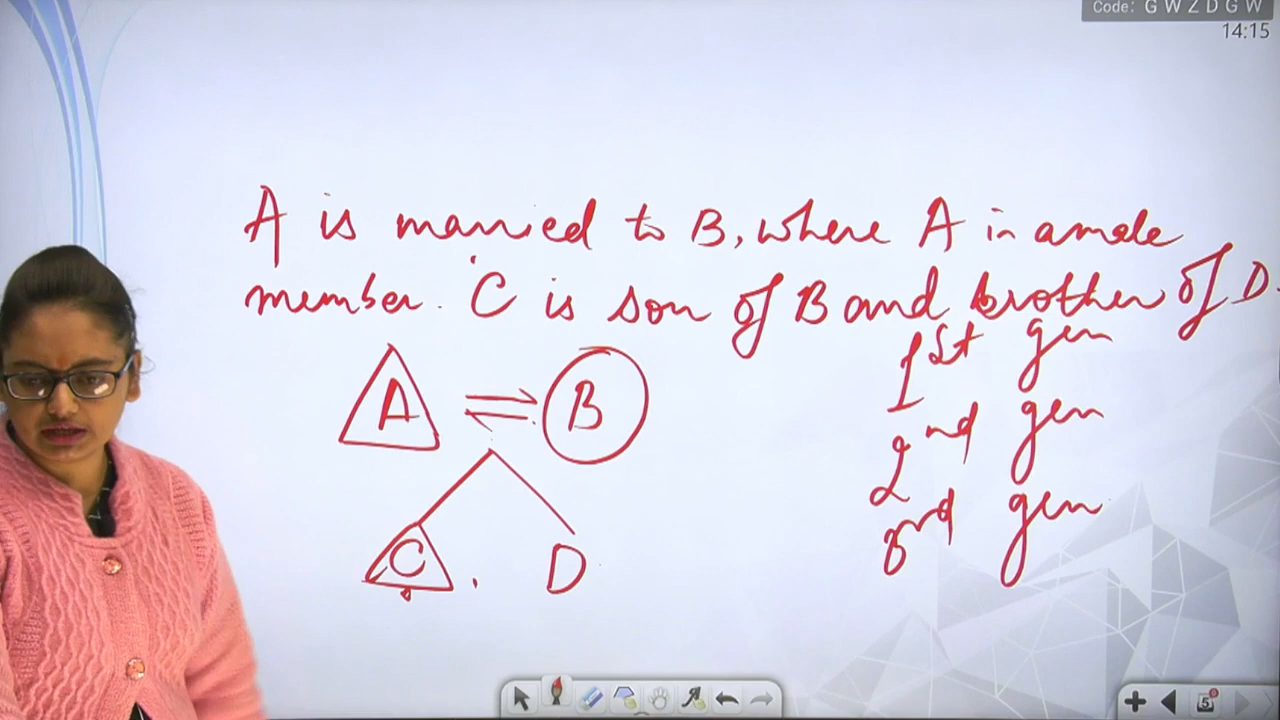 Code: G W Z D G W
14:15
A is married to B, where A is a male
member. C is son of B and brother of D.
1st gen
A B
2nd gen
3rd gen
C D
5